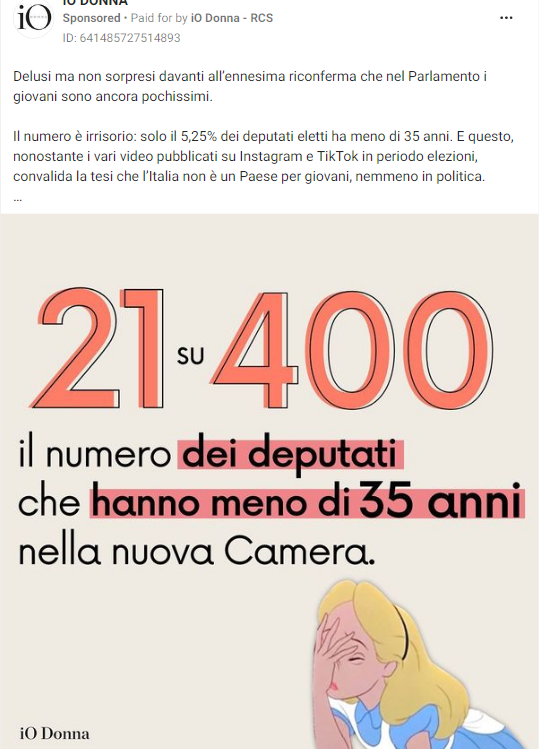 iO DONNA
iO
DONNA
Sponsored • Paid for by iO Donna - RCS
ID: 641485727514893
Delusi ma non sorpresi davanti all'ennesima riconferma che nel Parlamento i
giovani sono ancora pochissimi.
Il numero è irrisorio: solo il 5,25% dei deputati eletti ha meno di 35 anni. E questo,
nonostante i vari video pubblicati su Instagram e TikTok in periodo elezioni,
convalida la tesi che l'Italia non è un Paese per giovani, nemmeno in politica.
...
21 su 400
il numero dei deputati
che hanno meno di 35 anni
nella nuova Camera.
iO Donna